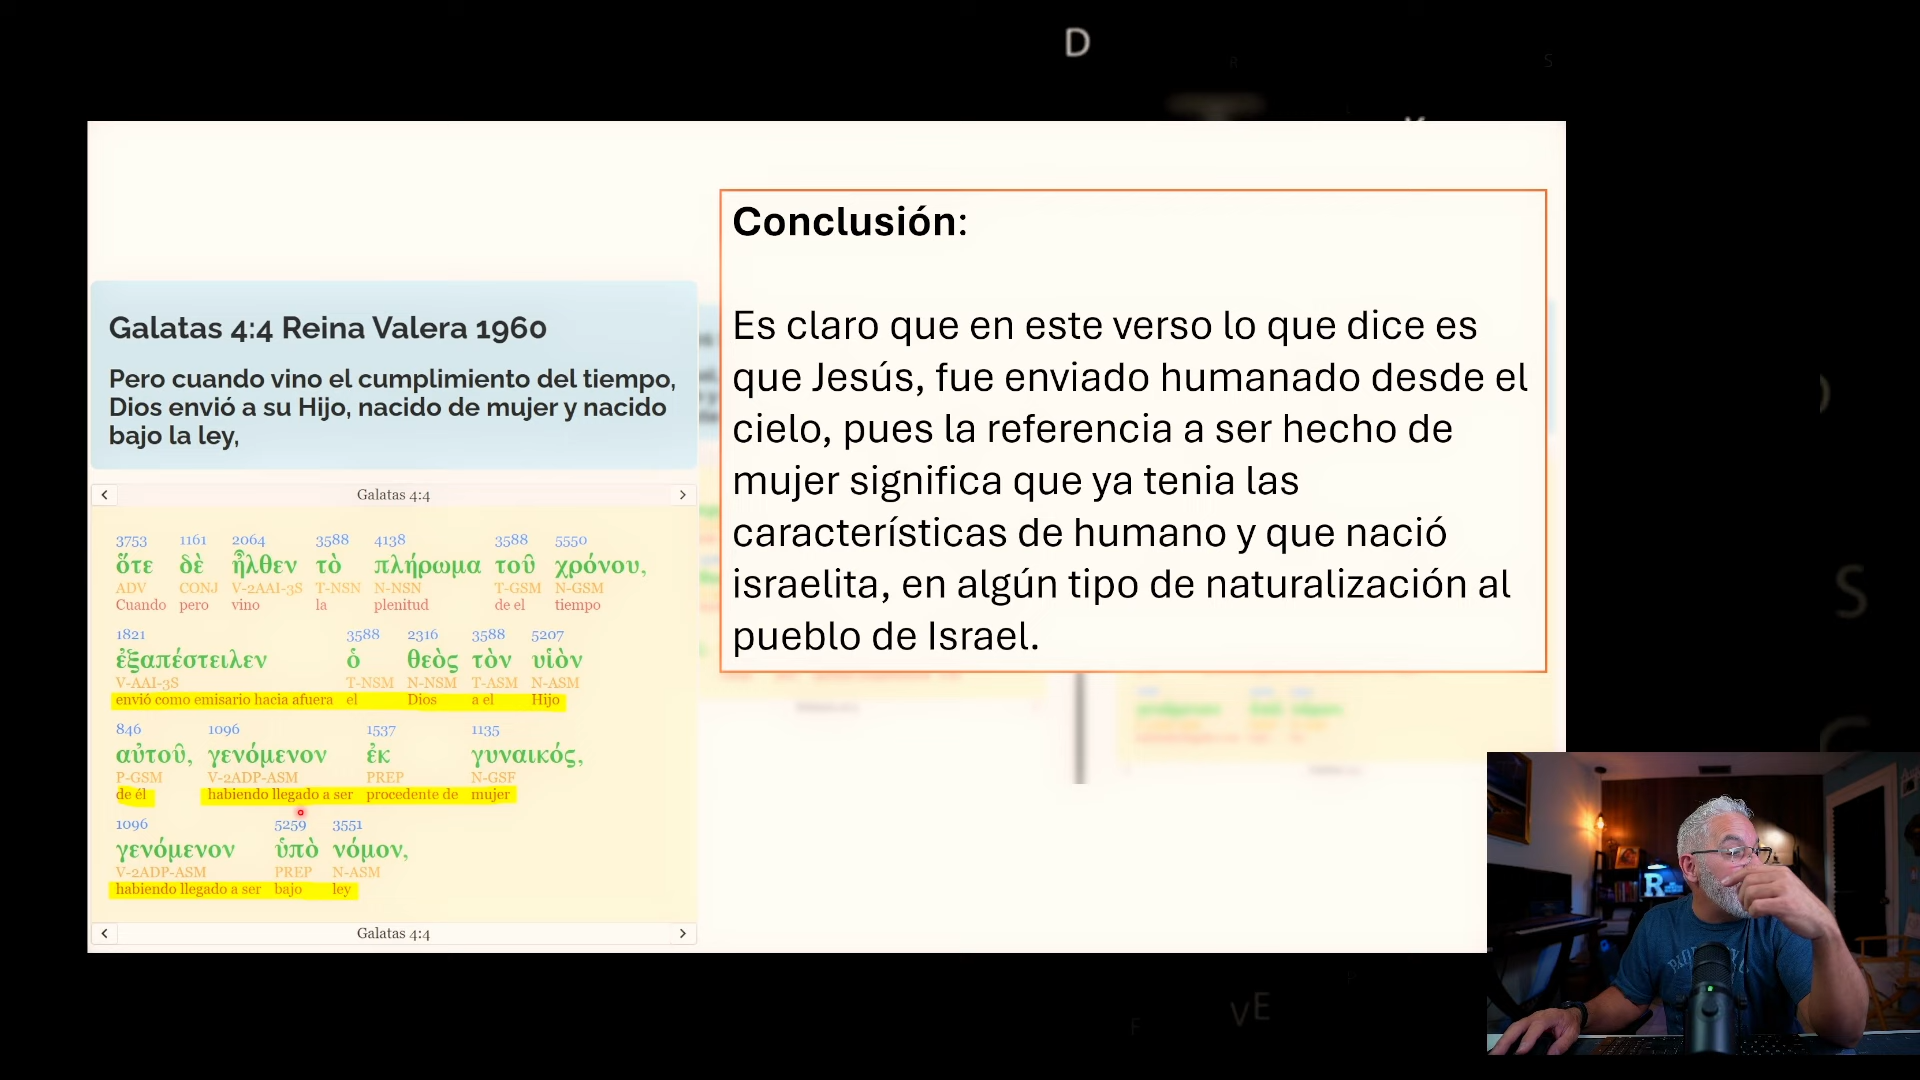 D
R
S
Galatas 4:4 Reina Valera 1960
Pero cuando vino el cumplimiento del tiempo,
Dios envió a su Hijo, nacido de mujer y nacido
bajo la ley,
Galatas 4:4
3753 1161 2064 3588 4138 3588 5550
ὅτε δὲ ἦλθεν τὸ πλήρωμα τοῦ χρόνου,
ADV CONJ V-2AAI-3S T-NSN N-NSN T-GSM N-GSM
Cuando pero vino la plenitud de el tiempo
1821 3588 2316 3588 5207
ἐξαπέστειλεν ὁ θεὸς τὸν υἱὸν
V-AAI-3S T-NSM N-NSM T-ASM N-ASM
envió como emisario hacia afuera el Dios a el Hijo
846 1096 1537 1135
αὐτοῦ, γενόμενον ἐκ γυναικός,
P-GSM V-2ADP-ASM PREP N-GSF
de él habiendo llegado a ser procedente de mujer
1096 5259 3551
γενόμενον ὑπὸ νόμον,
V-2ADP-ASM PREP N-ASM
habiendo llegado a ser bajo ley
Galatas 4:4
Conclusión:
Es claro que en este verso lo que dice es
que Jesús, fue enviado humanado desde el
cielo, pues la referencia a ser hecho de
mujer significa que ya tenia las
características de humano y que nació
israelita, en algún tipo de naturalización al
pueblo de Israel.
S
C
R
F
VE